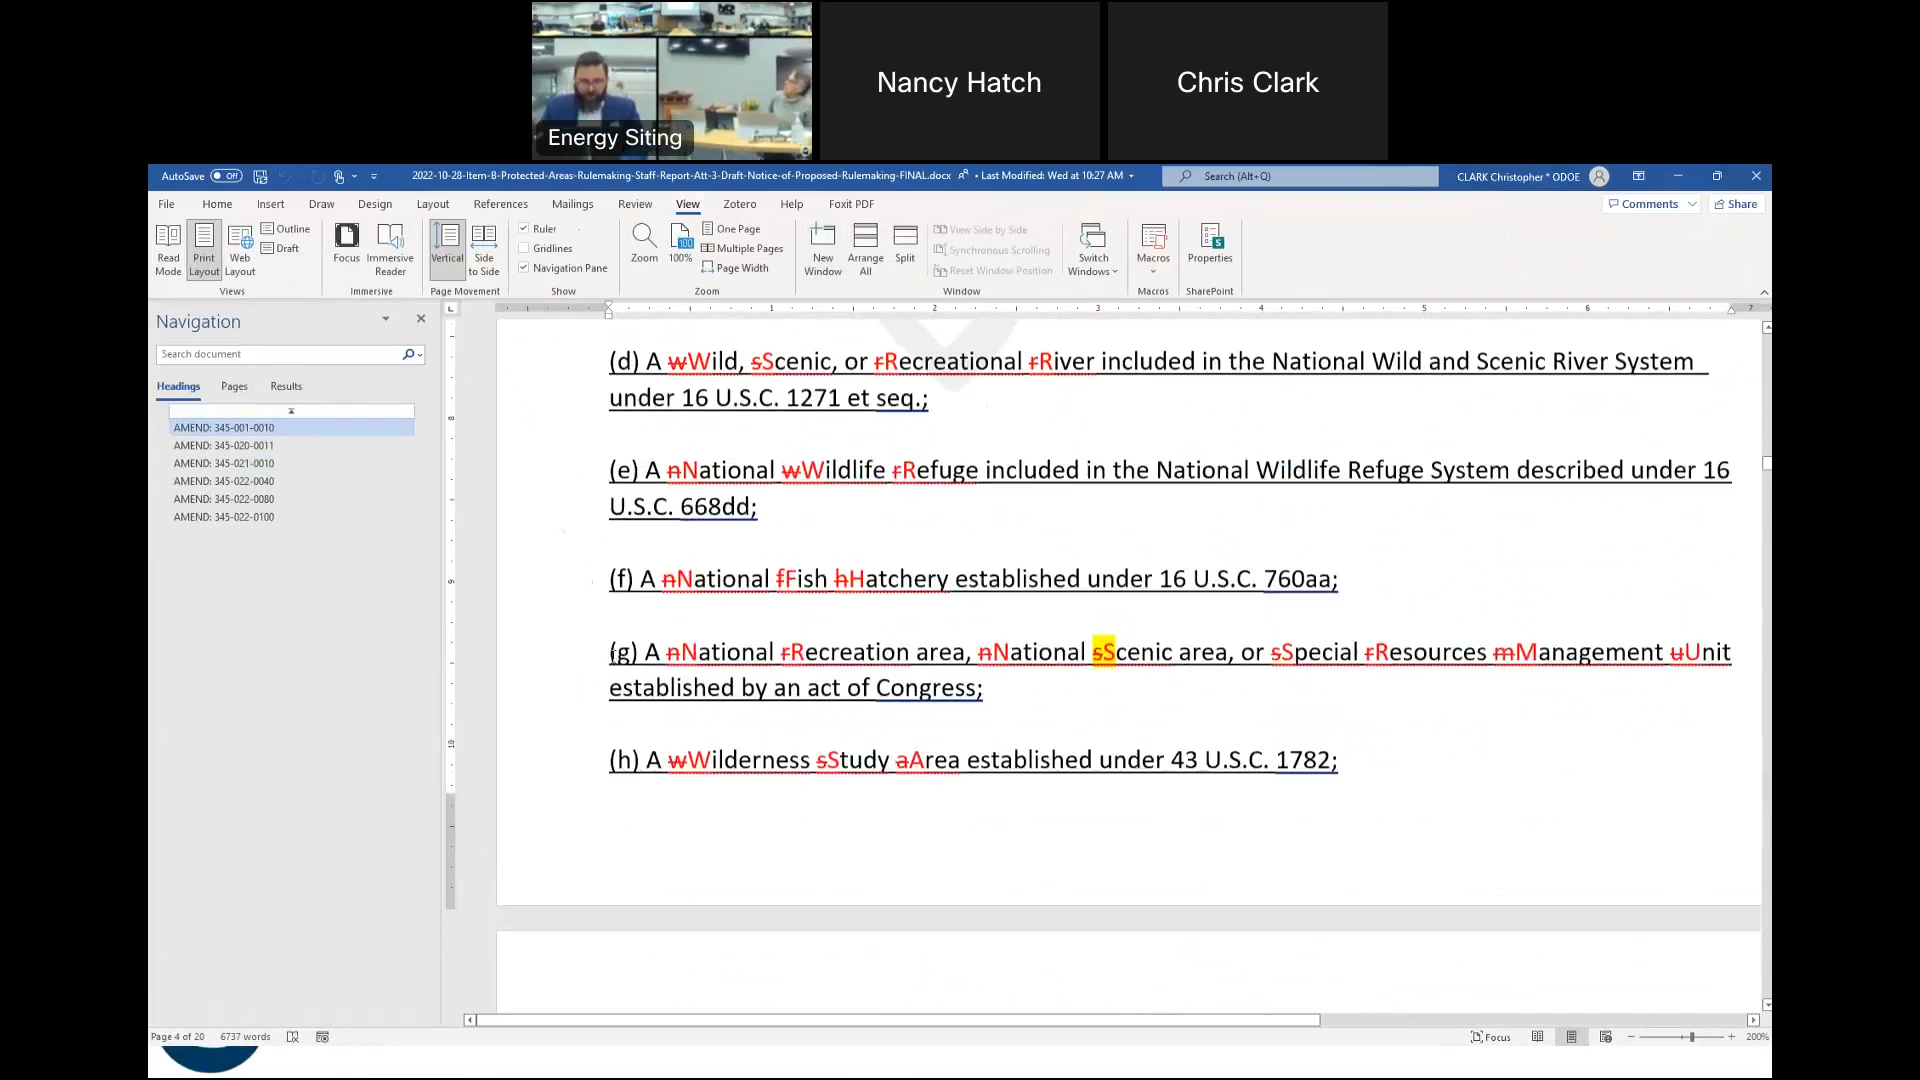 Energy Siting
Nancy Hatch
Chris Clark
AutoSave Off
2022-10-28-Item-B-Protected-Areas-Rulemaking-Staff-Report-Att-3-Draft-Notice-of-Proposed-Rulemaking-FINAL.docx • Last Modified: Wed at 10:27 AM
Search (Alt+Q)
CLARK Christopher * ODOE
File Home Insert Draw Design Layout References Mailings Review View Zotero Help Foxit PDF
Comments Share
Read Mode
Print Layout
Web Layout
Outline
Draft
Views
Focus
Immersive Reader
Immersive
Vertical
Side to Side
Page Movement
Ruler
Gridlines
Navigation Pane
Show
Zoom
100
100%
One Page
Multiple Pages
Page Width
Zoom
New Window
Arrange All
Split
View Side by Side
Synchronous Scrolling
Reset Window Position
Window
Switch Windows
Macros
Macros
Properties
SharePoint
1 2 3 4 5 6 7
Navigation
Search document
Headings Pages Results
AMEND: 345-001-0010
AMEND: 345-020-0011
AMEND: 345-021-0010
AMEND: 345-022-0040
AMEND: 345-022-0080
AMEND: 345-022-0100
8
9
10
(d) A wWild, sScenic, or rRecreational rRiver included in the National Wild and Scenic River System
under 16 U.S.C. 1271 et seq.;
(e) A nNational wWildlife rRefuge included in the National Wildlife Refuge System described under 16
U.S.C. 668dd;
(f) A nNational fFish hHatchery established under 16 U.S.C. 760aa;
(g) A nNational rRecreation area, nNational sScenic area, or sSpecial rResources mManagement uUnit
established by an act of Congress;
(h) A wWilderness sStudy aArea established under 43 U.S.C. 1782;
Page 4 of 20 6737 words
Focus
200%